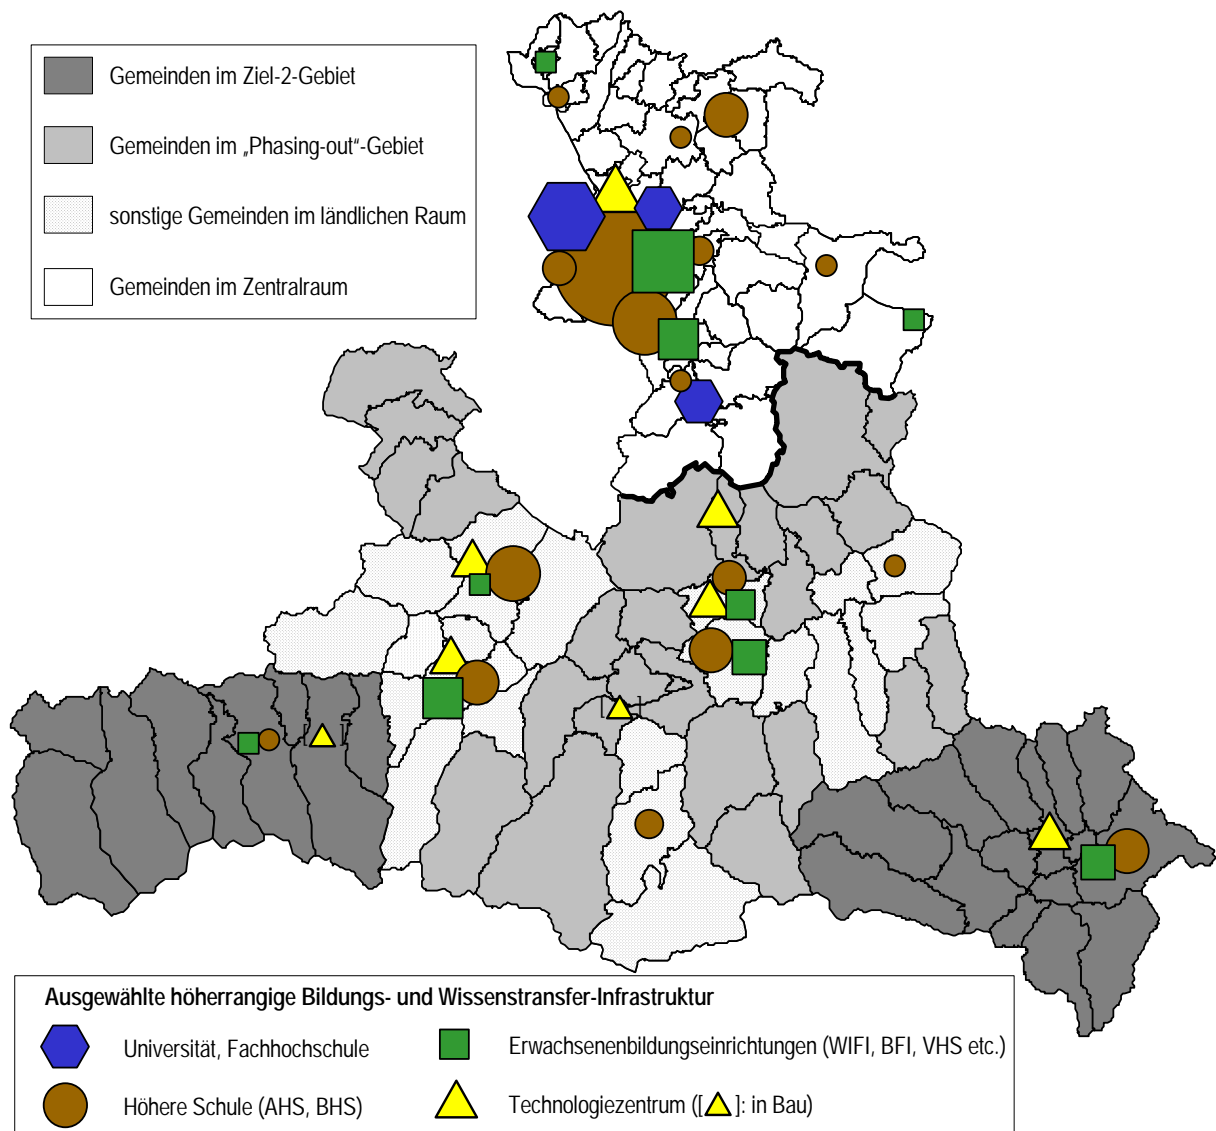 Gemeinden im Ziel-2-Gebiet
Gemeinden im „Phasing-out“-Gebiet
sonstige Gemeinden im ländlichen Raum
Gemeinden im Zentralraum
[ ]
[ ]
Ausgewählte höherrangige Bildungs- und Wissenstransfer-Infrastruktur
Universität, Fachhochschule
Erwachsenenbildungseinrichtungen (WIFI, BFI, VHS etc.)
Höhere Schule (AHS, BHS)
Technologiezentrum ([ ]: in Bau)